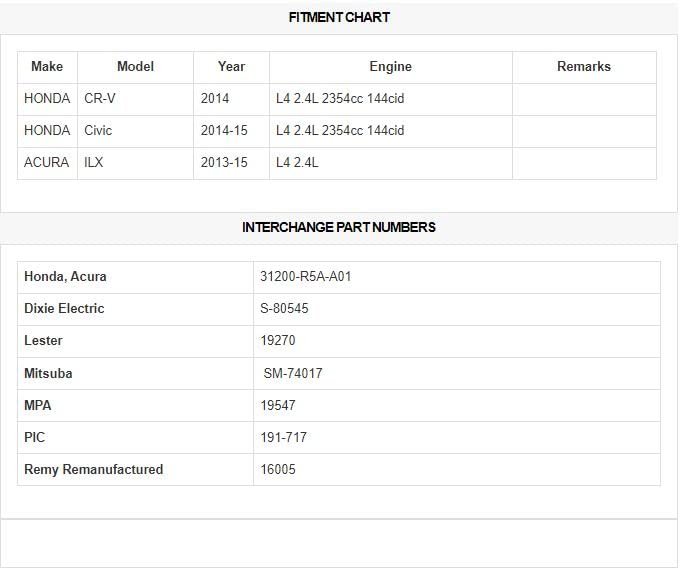 FITMENT CHART
Make Model Year Engine Remarks
HONDA CR-V 2014 L4 2.4L 2354cc 144cid
HONDA Civic 2014-15 L4 2.4L 2354cc 144cid
ACURA ILX 2013-15 L4 2.4L
INTERCHANGE PART NUMBERS
Honda, Acura 31200-R5A-A01
Dixie Electric S-80545
Lester 19270
Mitsuba SM-74017
MPA 19547
PIC 191-717
Remy Remanufactured 16005